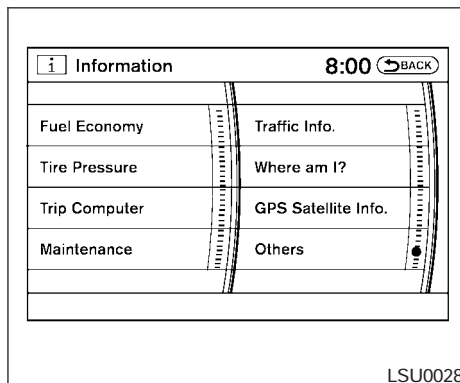 i Information 8:00 BACK
Fuel Economy Traffic Info.
Tire Pressure Where am I?
Trip Computer GPS Satellite Info.
Maintenance Others
LSU0028